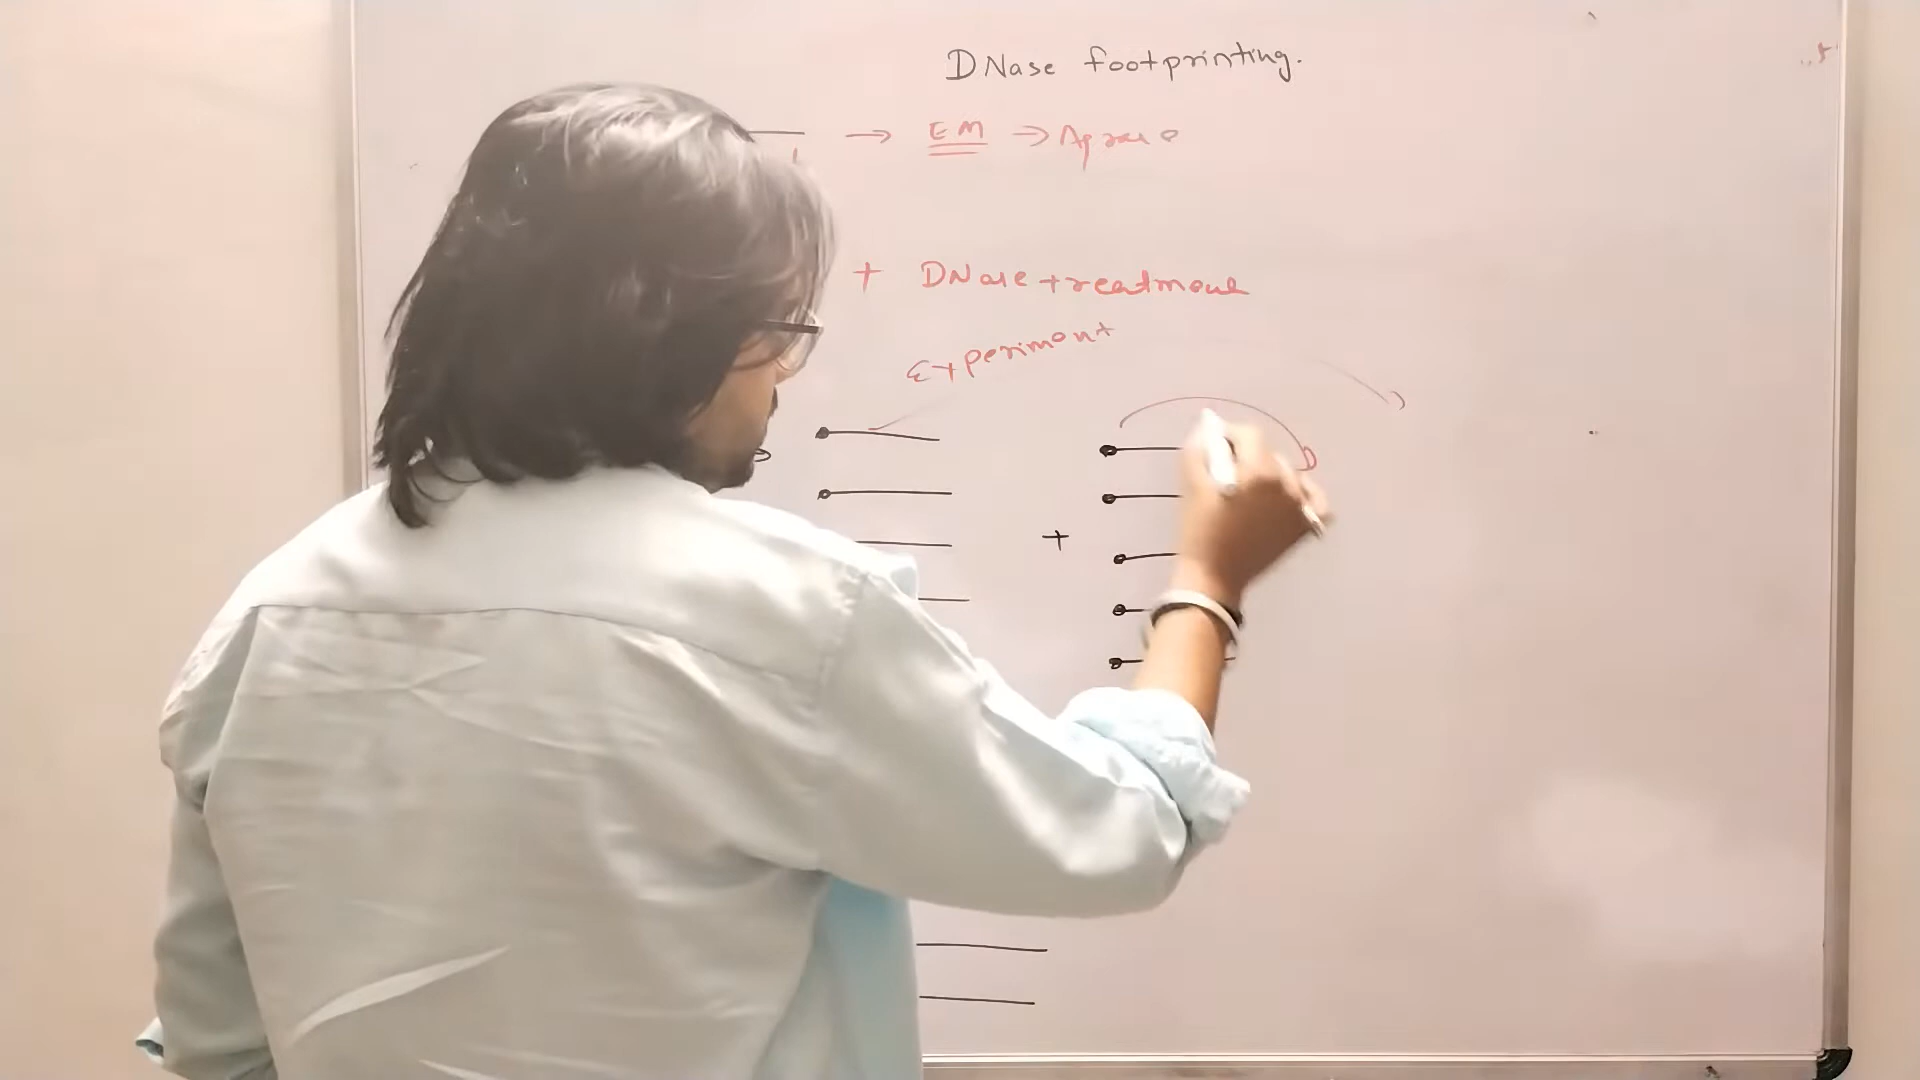 DNase footprinting.
→ EM →
+ DNase treatment
Experiment
+